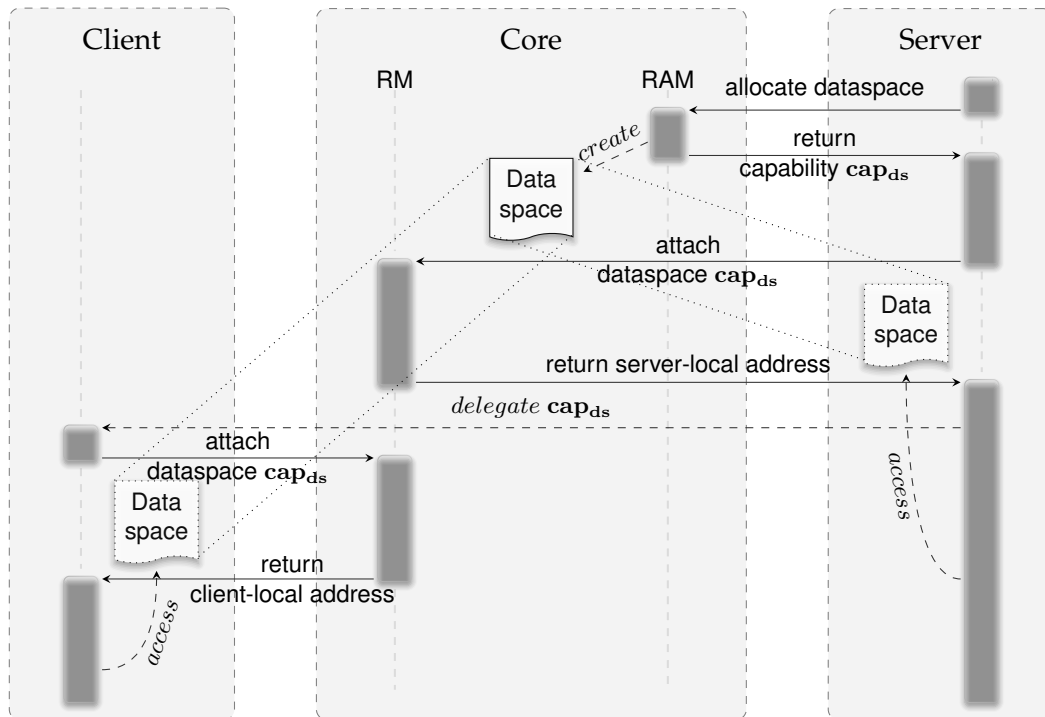 Client
Core
Server
RM
RAM
allocate dataspace
create
return
capability cap_ds
Data
space
attach
dataspace cap_ds
Data
space
return server-local address
delegate cap_ds
attach
dataspace cap_ds
access
Data
space
return
client-local address
access